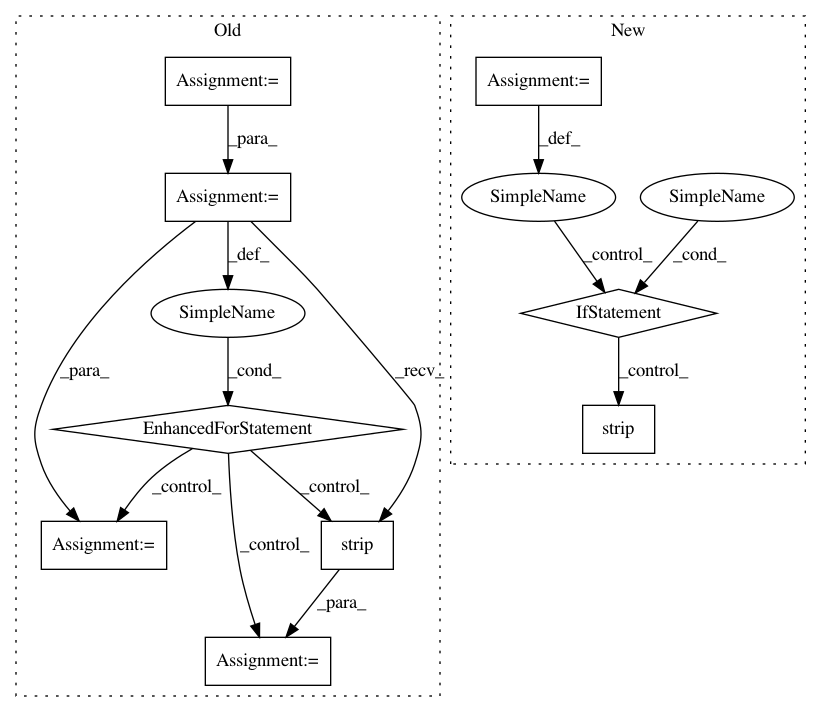 Old
New
Assignment:=
Assignment:=
_para_
_def_
Assignment:=
SimpleName
SimpleName
_def_
_control_
_cond_
SimpleName
IfStatement
_para_
_cond_
_recv_
_control_
EnhancedForStatement
strip
_control_
_control_
Assignment:=
_control_
strip
_para_
Assignment:=